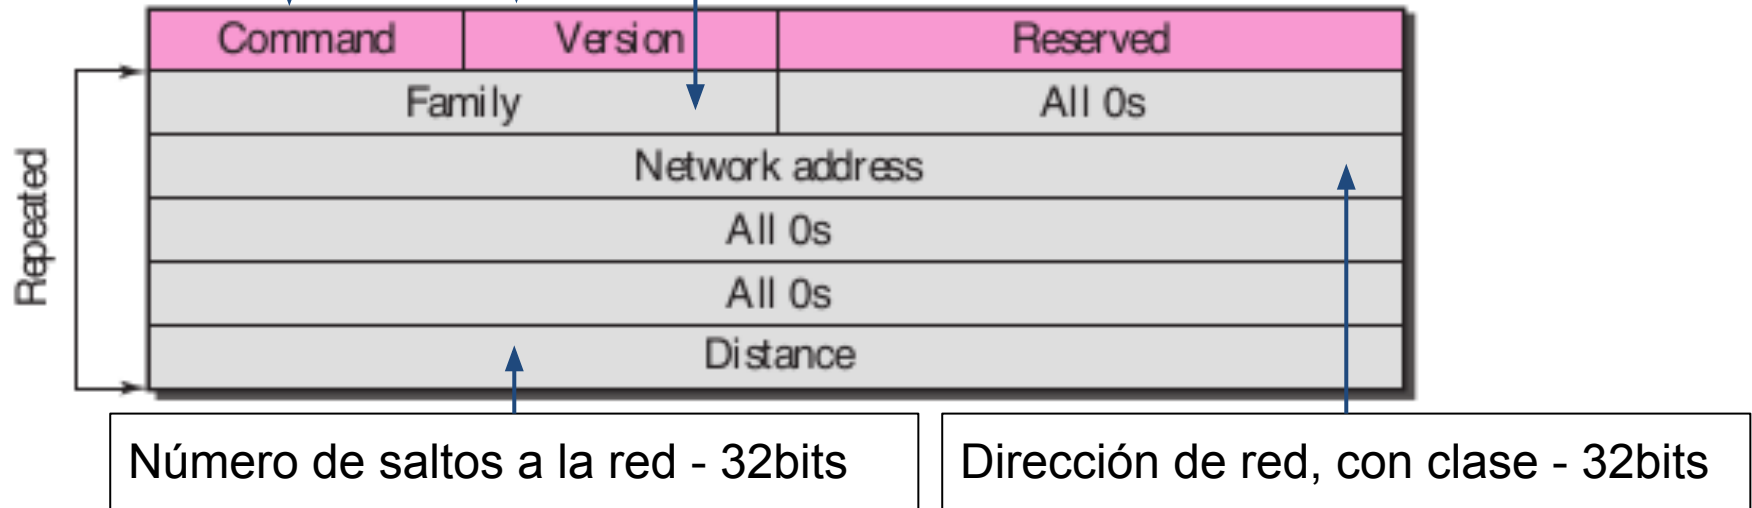 Command Version Reserved
Family All 0s
Network address
All 0s
All 0s
Distance
Repeated
Número de saltos a la red - 32bits
Dirección de red, con clase - 32bits